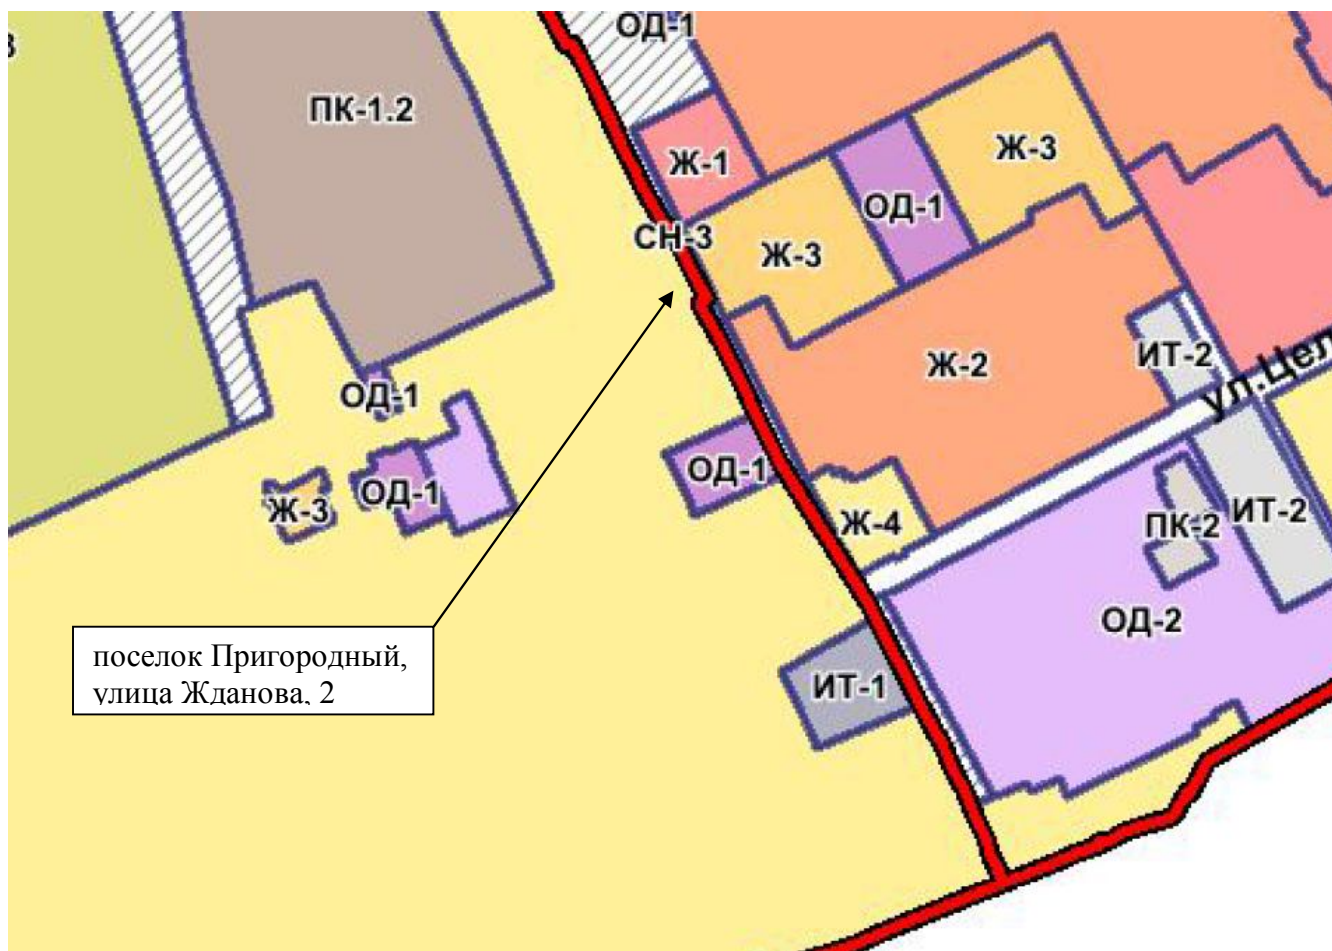 ОД-1
ПК-1.2
Ж-3
Ж-1
ОД-1
СН-3
Ж-3
ИТ-2
Ж-2
ул.Цел
ОД-1
ОД-1
ОД-1
Ж-3
ИТ-2
Ж-4
ПК-2
ОД-2
поселок Пригородный,
улица Жданова, 2
ИТ-1